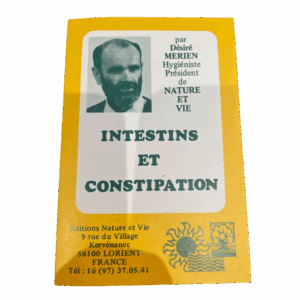 par
Désiré
MERIEN
Hygiéniste
Président
de
NATURE
ET
VIE
INTESTINS
ET
CONSTIPATION
Éditions Nature et Vie
9 rue du Village
Kervénanec
56100 LORIENT
FRANCE
Tél : 16 (97) 37.05.41